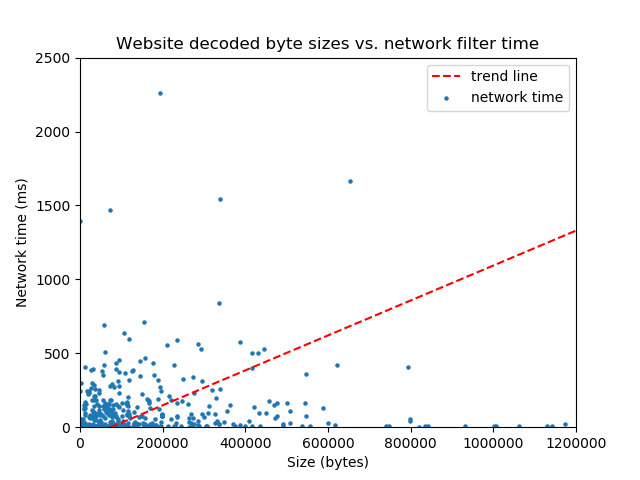 Website decoded byte sizes vs. network filter time
trend line
network time
2500
2000
1500
1000
500
0
Network time (ms)
0 200000 400000 600000 800000 1000000 1200000
Size (bytes)